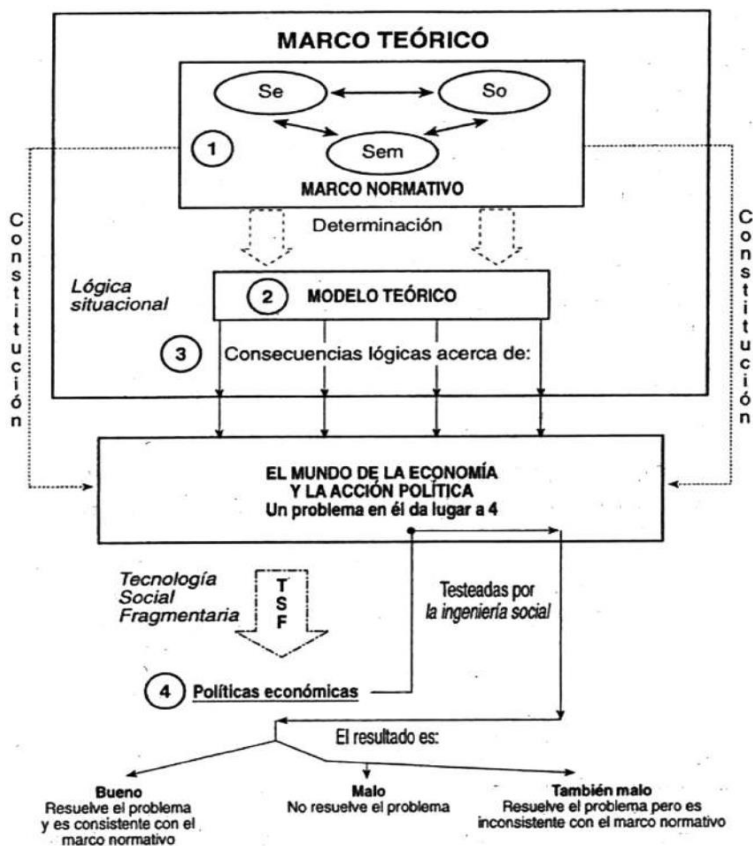 MARCO TEÓRICO
Se
So
Sem
1
MARCO NORMATIVO
Determinación
Constitución
Constitución
Lógica
situacional
2
MODELO TEÓRICO
3
Consecuencias lógicas acerca de:
EL MUNDO DE LA ECONOMÍA
Y LA ACCIÓN POLÍTICA
Un problema en él da lugar a 4
Tecnología
Social
Fragmentaria
TSF
Testeadas por
la ingeniería social
4
Políticas económicas
El resultado es:
Bueno
Resuelve el problema
y es consistente con el
marco normativo
Malo
No resuelve el problema
También malo
Resuelve el problema pero es
inconsistente con el marco normativo